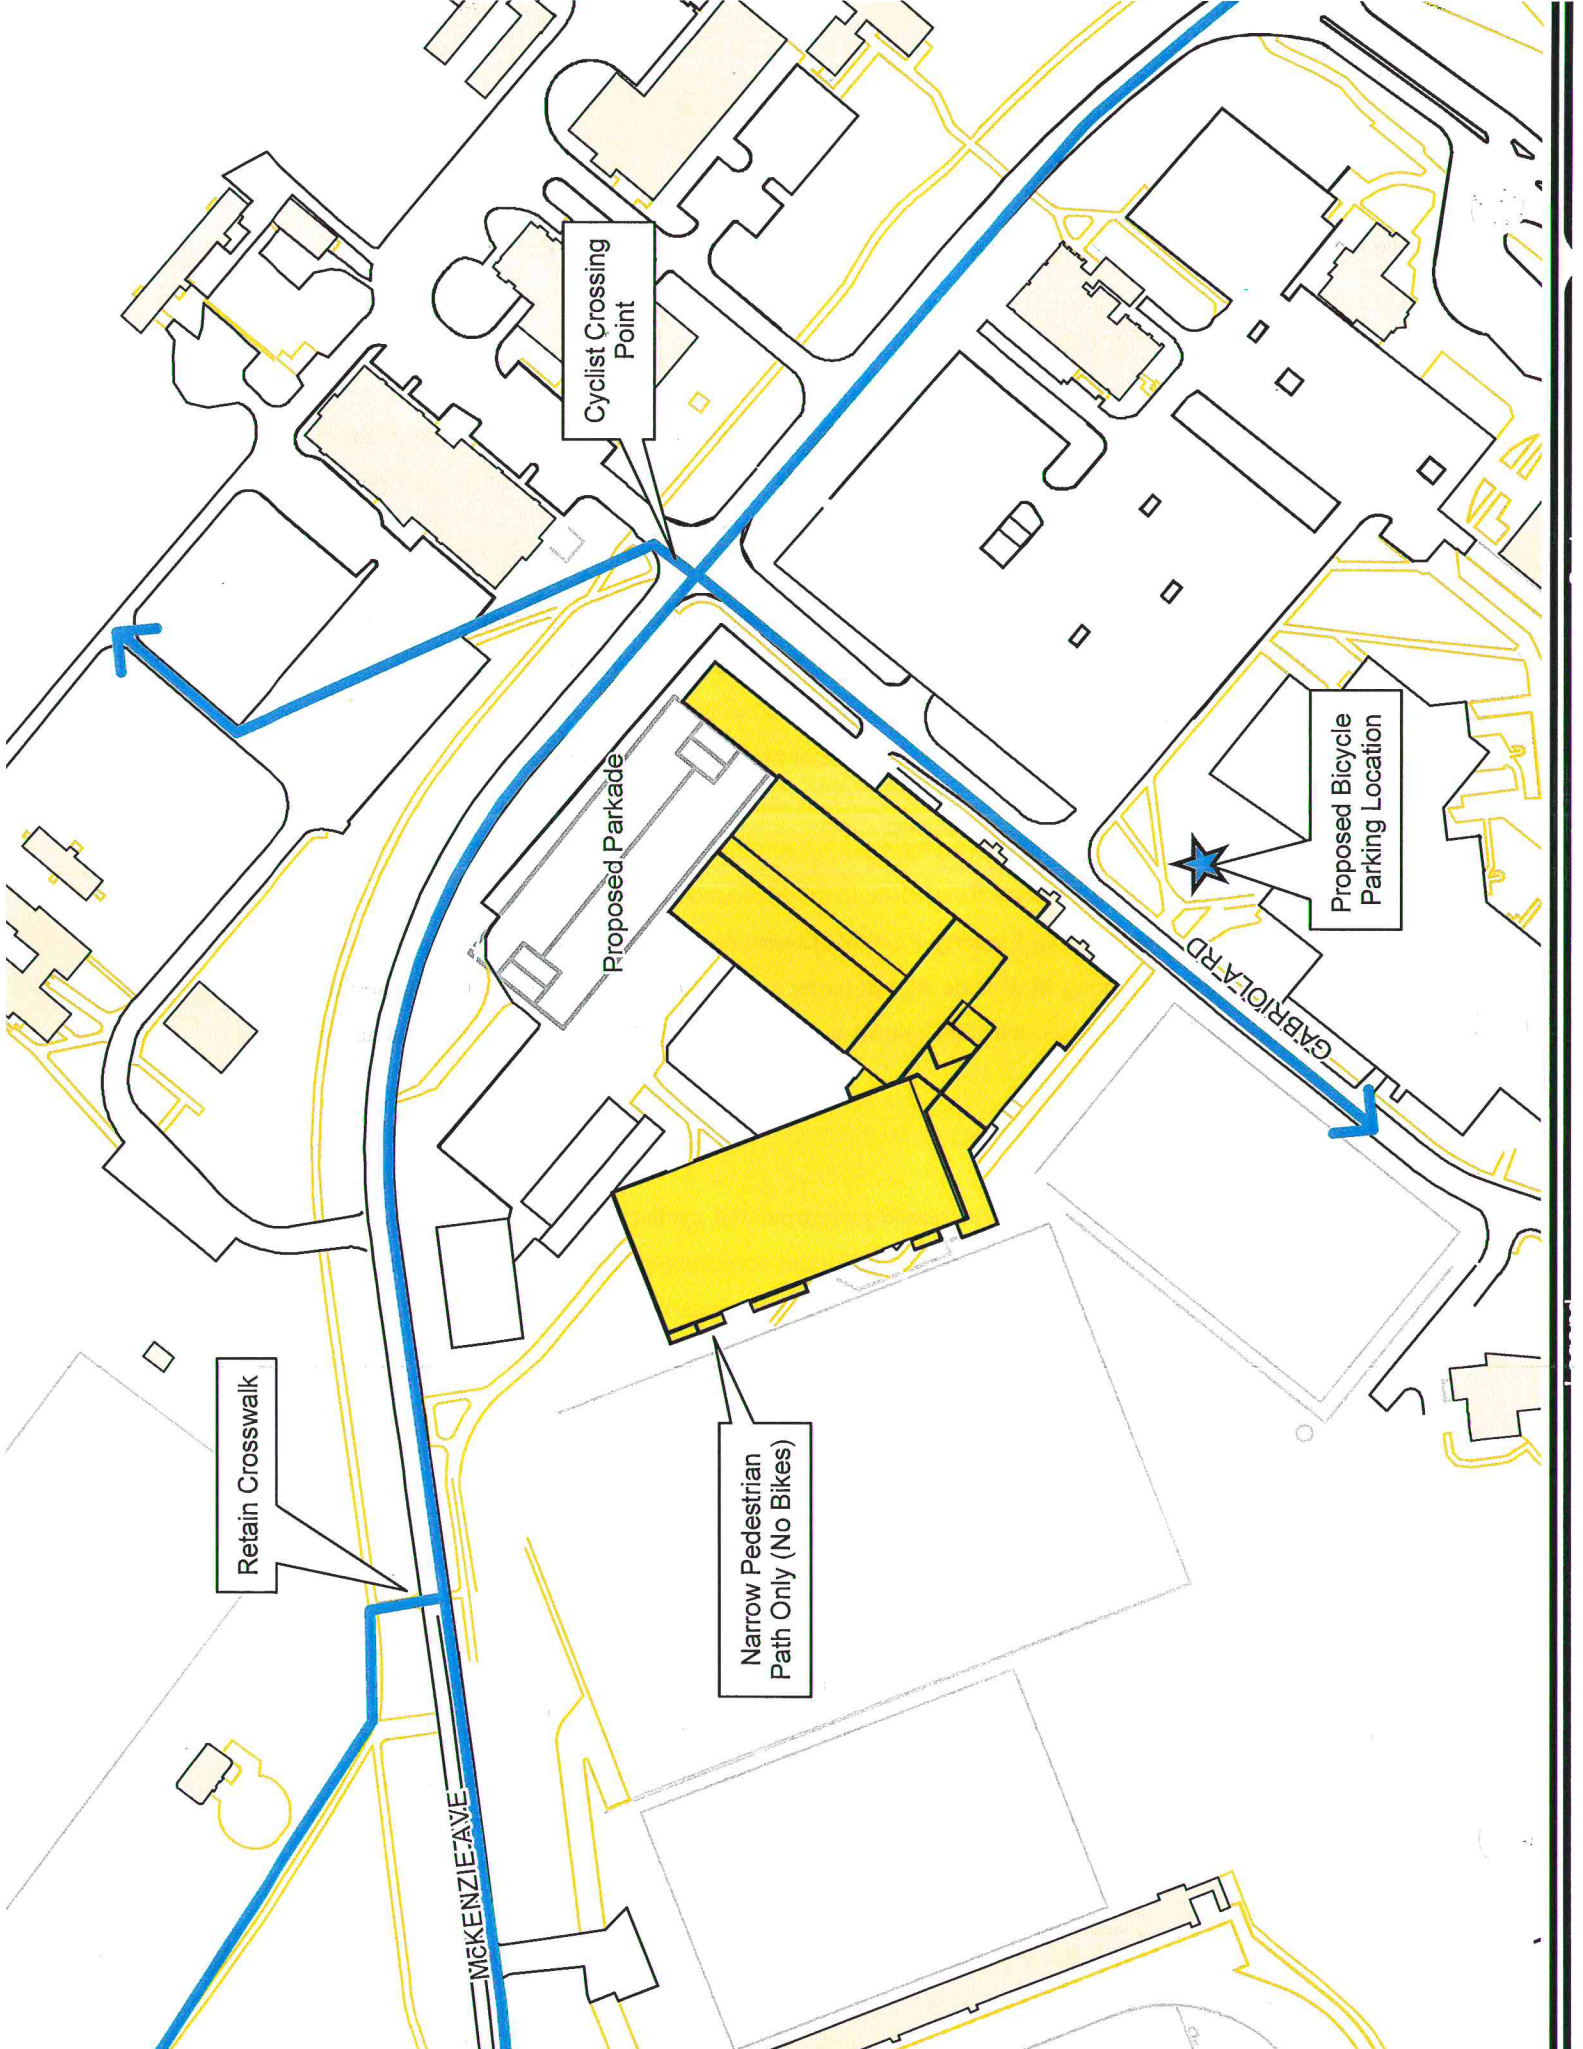 Retain Crosswalk
McKENZIE AVE
Cyclist Crossing
Point
Proposed Parkade
Narrow Pedestrian
Path Only (No Bikes)
GABRIOLA RD
Proposed Bicycle
Parking Location